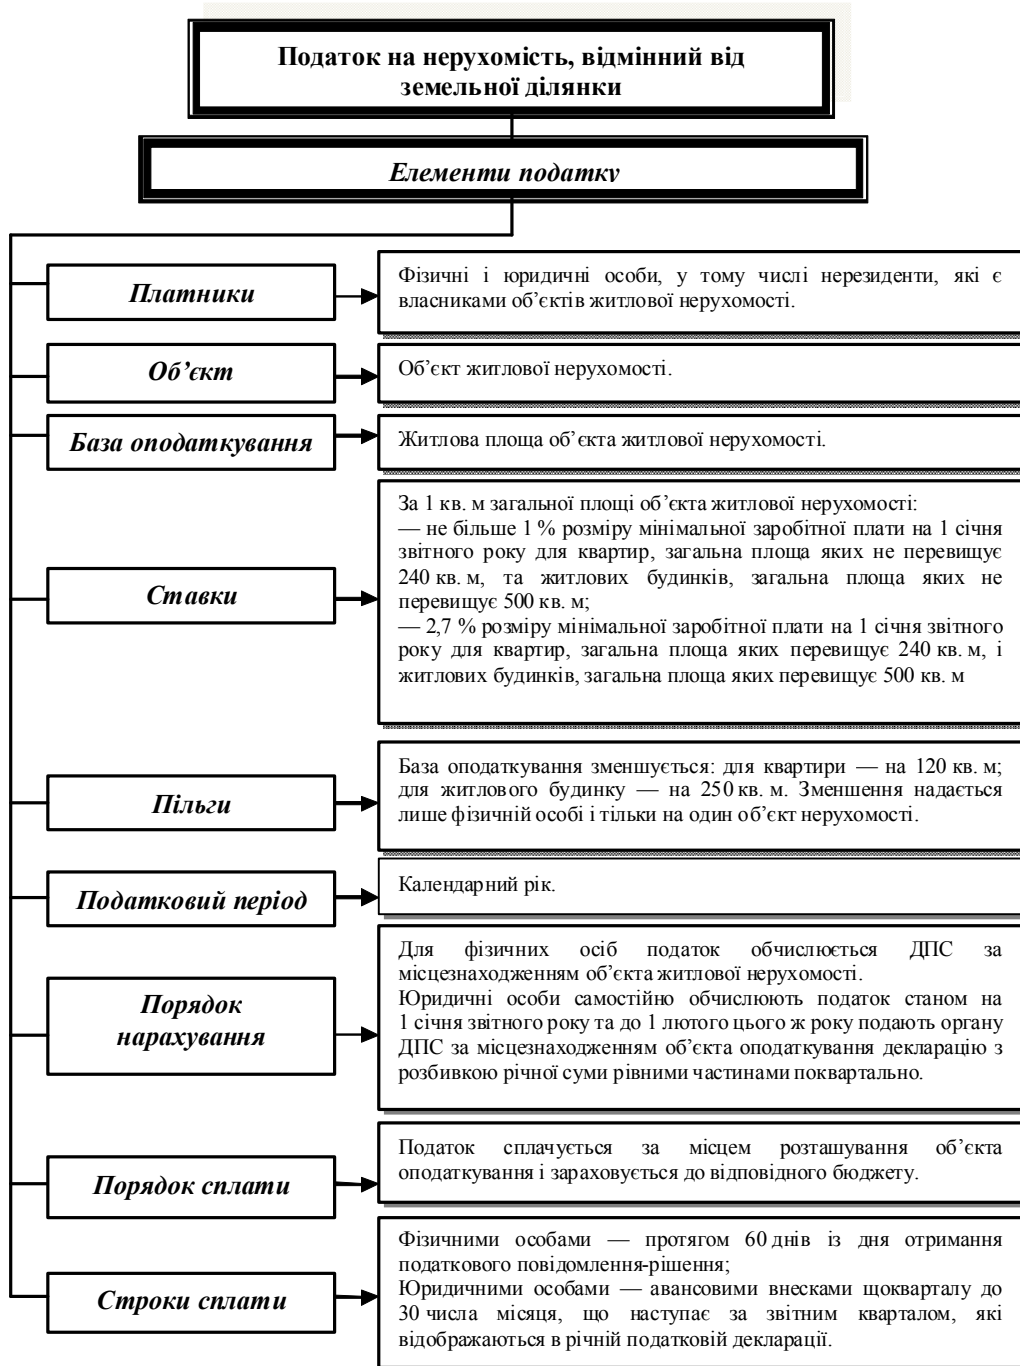 Податок на нерухомість, відмінний від
земельної ділянки
Елементи податку
Платники
Фізичні і юридичні особи, у тому числі нерезиденти, які є
власниками об’єктів житлової нерухомості.
Об’єкт
Об’єкт житлової нерухомості.
База оподаткування
Житлова площа об’єкта житлової нерухомості.
Ставки
За 1 кв. м загальної площі об’єкта житлової нерухомості:
— не більше 1 % розміру мінімальної заробітної плати на 1 січня
звітного року для квартир, загальна площа яких не перевищує
240 кв. м, та житлових будинків, загальна площа яких не
перевищує 500 кв. м;
— 2,7 % розміру мінімальної заробітної плати на 1 січня звітного
року для квартир, загальна площа яких перевищує 240 кв. м, і
житлових будинків, загальна площа яких перевищує 500 кв. м
Пільги
База оподаткування зменшується: для квартири — на 120 кв. м;
для житлового будинку — на 250 кв. м. Зменшення надається
лише фізичній особі і тільки на один об’єкт нерухомості.
Податковий період
Календарний рік.
Порядок
нарахування
Для фізичних осіб податок обчислюється ДПС за
місцезнаходженням об’єкта житлової нерухомості.
Юридичні особи самостійно обчислюють податок станом на
1 січня звітного року та до 1 лютого цього ж року подають органу
ДПС за місцезнаходженням об’єкта оподаткування декларацію з
розбивкою річної суми рівними частинами поквартально.
Порядок сплати
Податок сплачується за місцем розташування об’єкта
оподаткування і зараховується до відповідного бюджету.
Строки сплати
Фізичними особами — протягом 60 днів із дня отримання
податкового повідомлення-рішення;
Юридичними особами — авансовими внесками щокварталу до
30 числа місяця, що наступає за звітним кварталом, які
відображаються в річній податковій декларації.